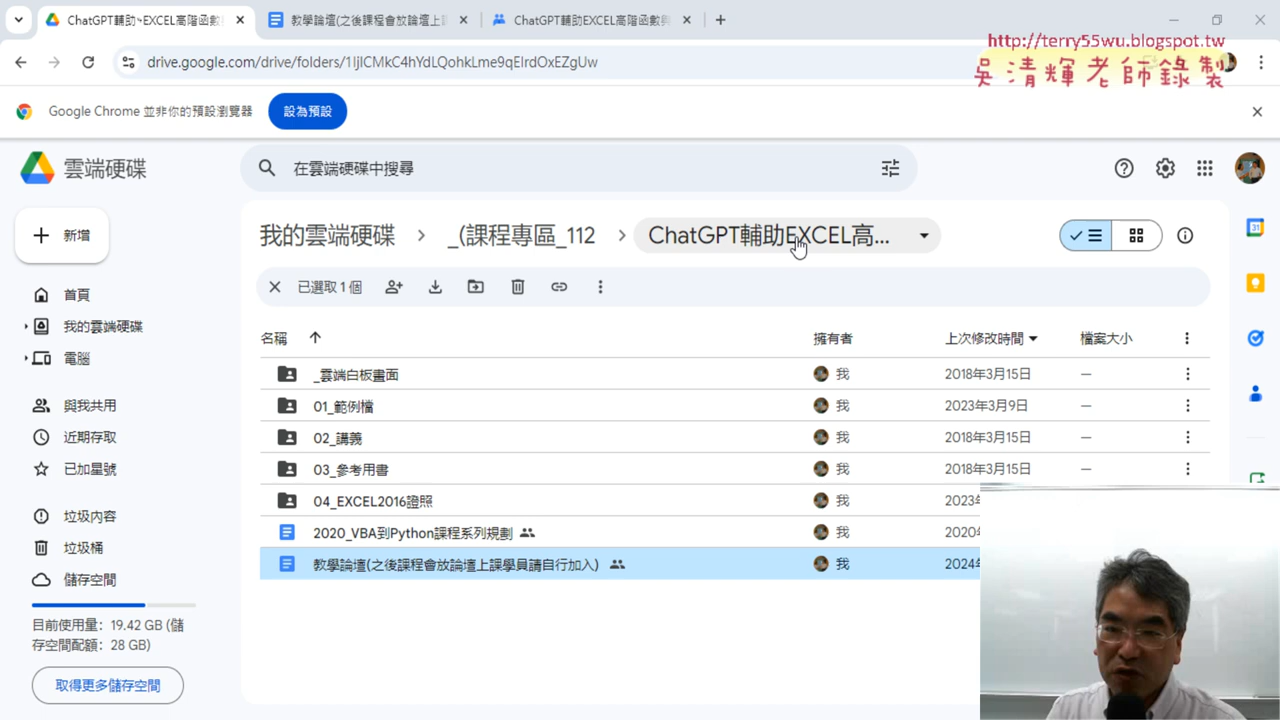 ChatGPT輔助
EXCEL高階函數
教學論壇(之後課程會放論壇上
ChatGPT輔助EXCEL高階函數
http://terry55wu.blogspot.tw
drive.google.com/drive/folders/1IjlCMkC4hYdLQohkLme9qElrdOxEZgUw
吳清輝老師錄製
Google Chrome 並非你的預設瀏覽器
設為預設
雲端硬碟
在雲端硬碟中搜尋
新增
我的雲端硬碟 > _(課程專區_112 > ChatGPT輔助EXCEL高...
已選取 1 個
首頁
我的雲端硬碟
電腦
與我共用
近期存取
已加星號
垃圾內容
垃圾桶
儲存空間
目前使用量：19.42 GB (儲
存空間配額：28 GB)
取得更多儲存空間
名稱 擁有者 上次修改時間 檔案大小
_雲端白板畫面 我 2018年3月15日 —
01_範例檔 我 2023年3月9日 —
02_講義 我 2018年3月15日 —
03_參考用書 我 2018年3月15日 —
04_EXCEL2016證照 我 2023
2020_VBA到Python課程系列規劃 我 2020
教學論壇(之後課程會放論壇上課學員請自行加入) 我 2024